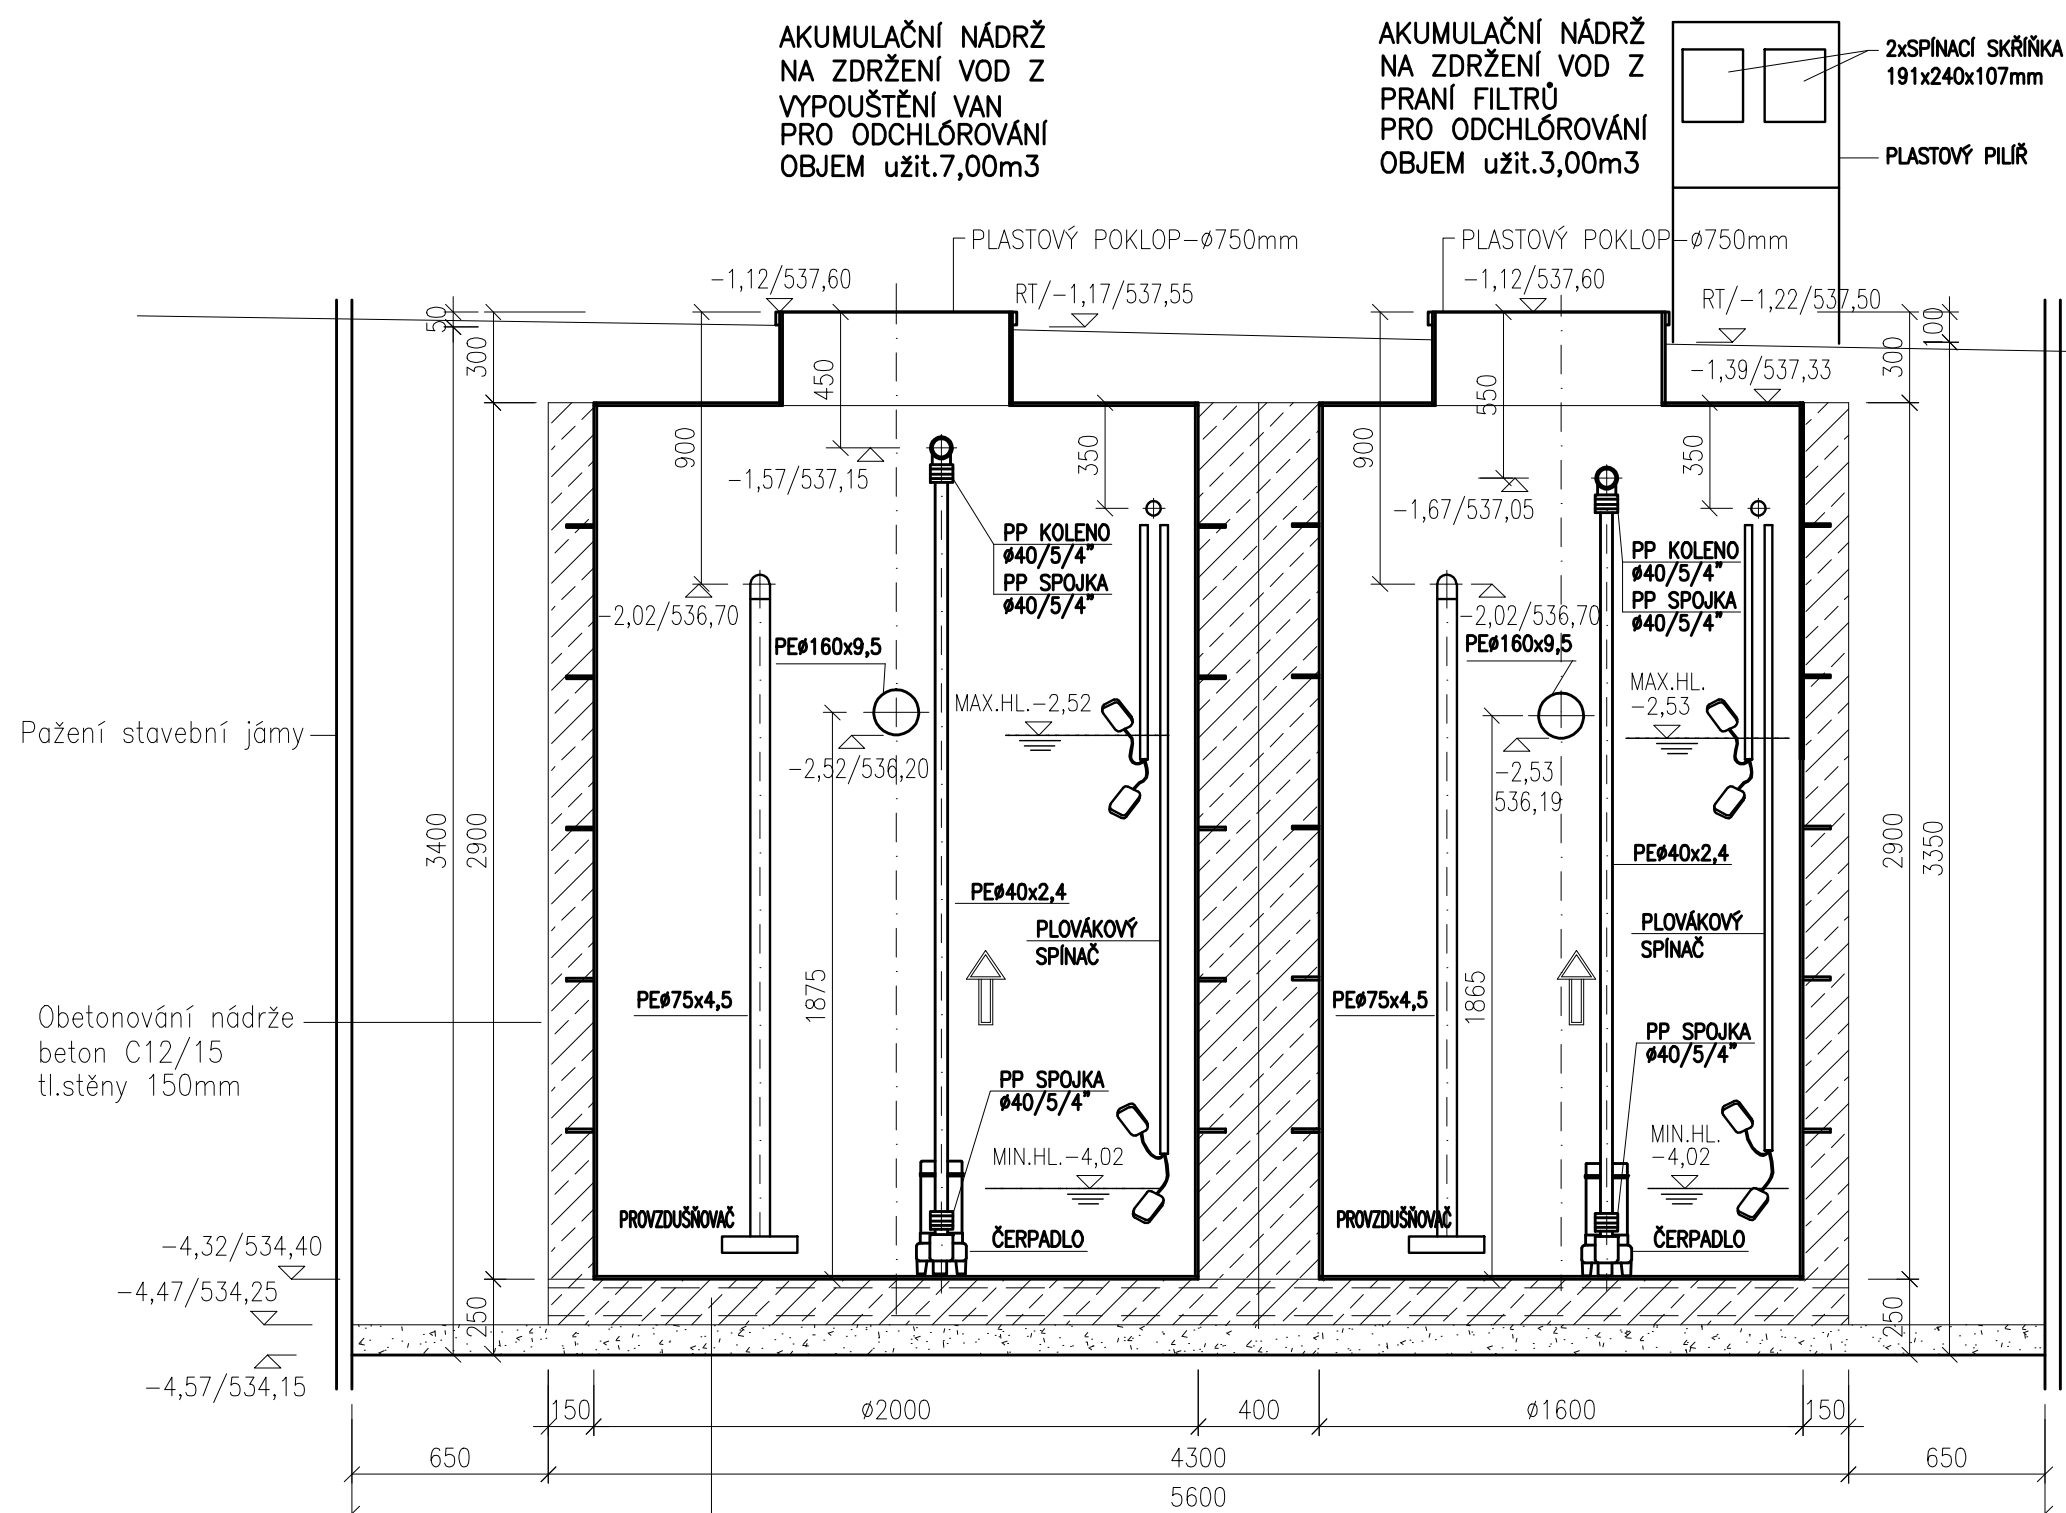 AKUMULAČNÍ NÁDRŽ
NA ZDRŽENÍ VOD Z
VYPOUŠTĚNÍ VAN
PRO ODCHLÓROVÁNÍ
OBJEM užit.7,00m3
AKUMULAČNÍ NÁDRŽ
NA ZDRŽENÍ VOD Z
PRANÍ FILTRŮ
PRO ODCHLÓROVÁNÍ
OBJEM užit.3,00m3
2xSPÍNACÍ SKŘÍŇKA
191x240x107mm
PLASTOVÝ PILÍŘ
PLASTOVÝ POKLOP-ø750mm
PLASTOVÝ POKLOP-ø750mm
-1,12/537,60
RT/-1,17/537,55
-1,12/537,60
RT/-1,22/537,50
-1,39/537,33
50
300
900
450
350
900
550
350
300
100
-1,57/537,15
-1,67/537,05
PP KOLENO
ø40/5/4"
PP SPOJKA
ø40/5/4"
PP KOLENO
ø40/5/4"
PP SPOJKA
ø40/5/4"
-2,02/536,70
-2,02/536,70
PEø160x9,5
PEø160x9,5
MAX.HL.-2,52
MAX.HL.
-2,53
-2,52/536,20
-2,53
536,19
Pažení stavební jámy
3400
2900
2900
3350
PEø40x2,4
PEø40x2,4
PLOVÁKOVÝ
SPÍNAČ
PLOVÁKOVÝ
SPÍNAČ
1875
1865
PEø75x4,5
PEø75x4,5
Obetonování nádrže
beton C12/15
tl.stěny 150mm
PP SPOJKA
ø40/5/4"
PP SPOJKA
ø40/5/4"
MIN.HL.-4,02
MIN.HL.
-4,02
PROVZDUŠŇOVAČ
ČERPADLO
PROVZDUŠŇOVAČ
ČERPADLO
-4,32/534,40
-4,47/534,25
-4,57/534,15
250
250
150
ø2000
400
ø1600
150
650
4300
650
5600